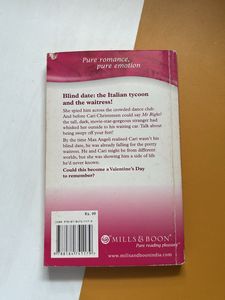 Pure romance,
pure emotion
Blind date: the Italian tycoon
and the waitress!
She spied him across the crowded dance club.
And before Cari Christensen could say Mr Right!
the tall, dark, movie-star-gorgeous stranger had
whisked her outside to his waiting car. Talk about
being swept off your feet!
By the time Max Angeli realised Cari wasn't his
blind date, he was already falling for the pretty
waitress. He and Cari might be from different
worlds, but she was showing him a side of life
he'd never known.
Could this become a Valentine's Day
to remember?
Rs. 99
MILLS & BOON
Pure reading pleasure
www.millsandboonindia.com